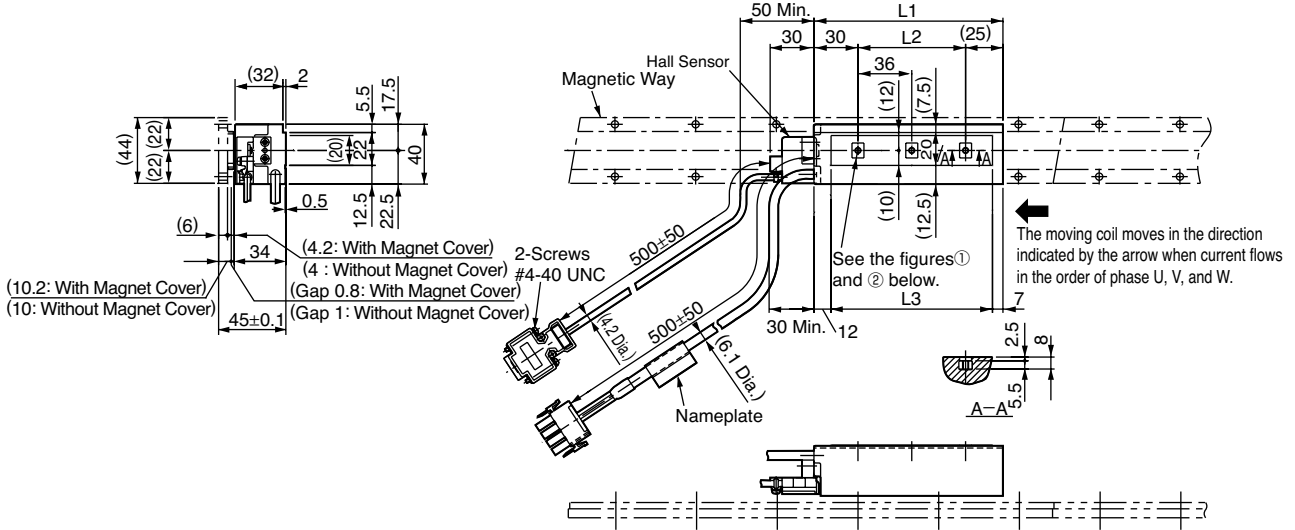 50 Min.
L1
30
30
L2
(25)
36
(32)
2
5.5
17.5
Hall Sensor
Magnetic Way
(12)
(7.5)
(44)
(22)
(22)
(20)
22
40
20
A
A
0.5
12.5
22.5
(10)
(12.5)
(6)
34
(4.2: With Magnet Cover)
(4 : Without Magnet Cover)
(10.2: With Magnet Cover)
(10: Without Magnet Cover)
(Gap 0.8: With Magnet Cover)
(Gap 1: Without Magnet Cover)
45±0.1
2-Screws
#4-40 UNC
500±50
500±50
(4.2 Dia.)
(6.1 Dia.)
Nameplate
See the figures①
and ② below.
L3
7
30 Min.
12
The moving coil moves in the direction
indicated by the arrow when current flows
in the order of phase U, V, and W.
2.5
8
5.5
A–A